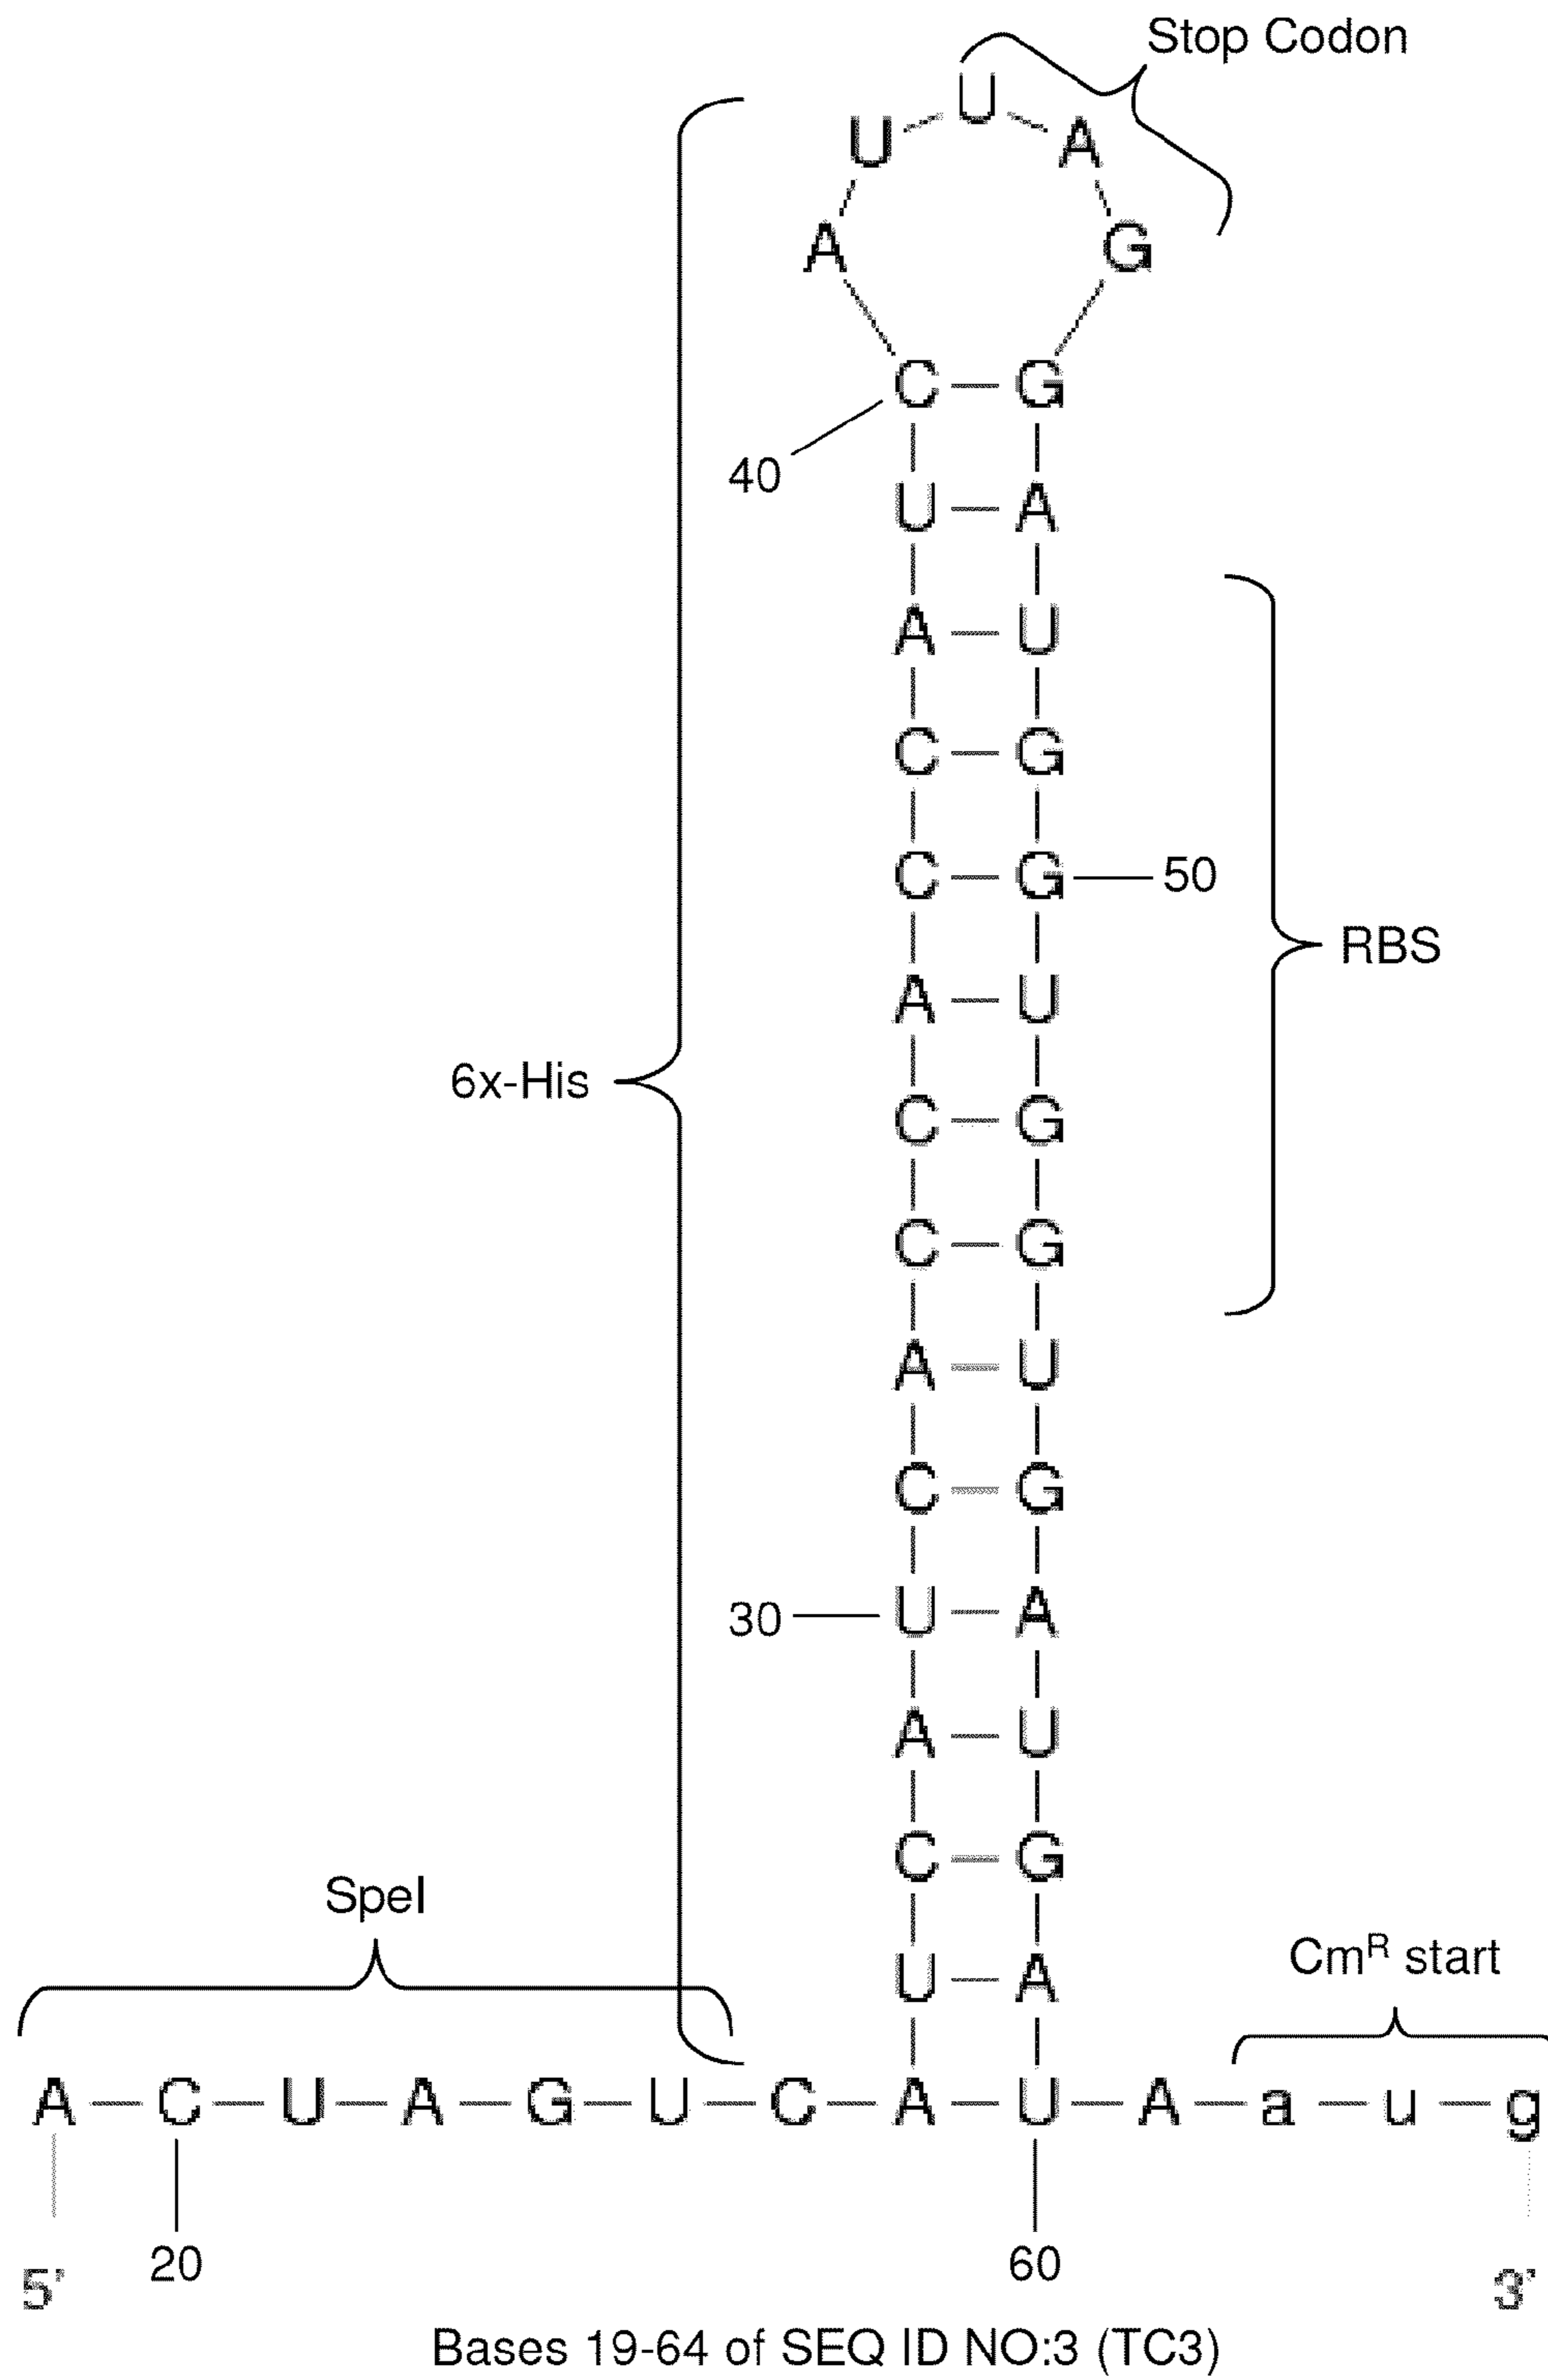 Stop Codon
U
U A
A G
C – G
40
U – A
A – U
C – G
C – G 50
RBS
A – U
6x-His
C – G
C – G
A – U
C – G
30 U – A
A – U
C – G
SpeI
U – A
Cmᴿ start
A – C – U – A – G – U – C – A – U – A – a – u – g
20 60
5' 3'
Bases 19-64 of SEQ ID NO:3 (TC3)